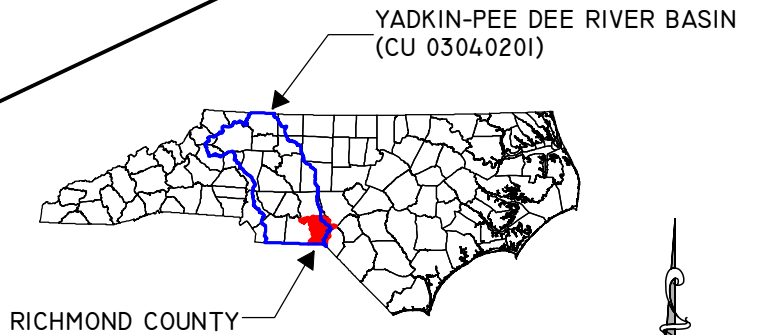 YADKIN-PEE DEE RIVER BASIN
(CU 03040201)
RICHMOND COUNTY